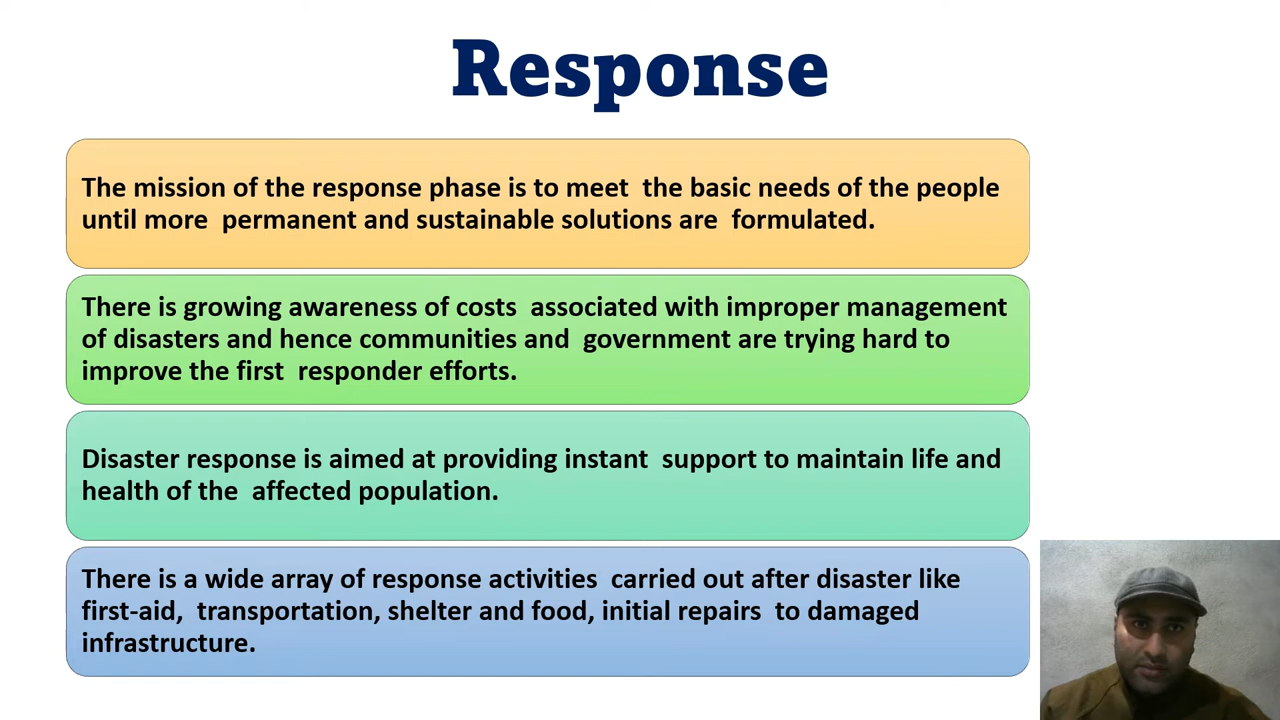 Response
The mission of the response phase is to meet  the basic needs of the people
until more  permanent and sustainable solutions are  formulated.
There is growing awareness of costs  associated with improper management
of disasters and hence communities and  government are trying hard to
improve the first  responder efforts.
Disaster response is aimed at providing instant  support to maintain life and
health of the  affected population.
There is a wide array of response activities  carried out after disaster like
first-aid,  transportation, shelter and food, initial repairs  to damaged
infrastructure.